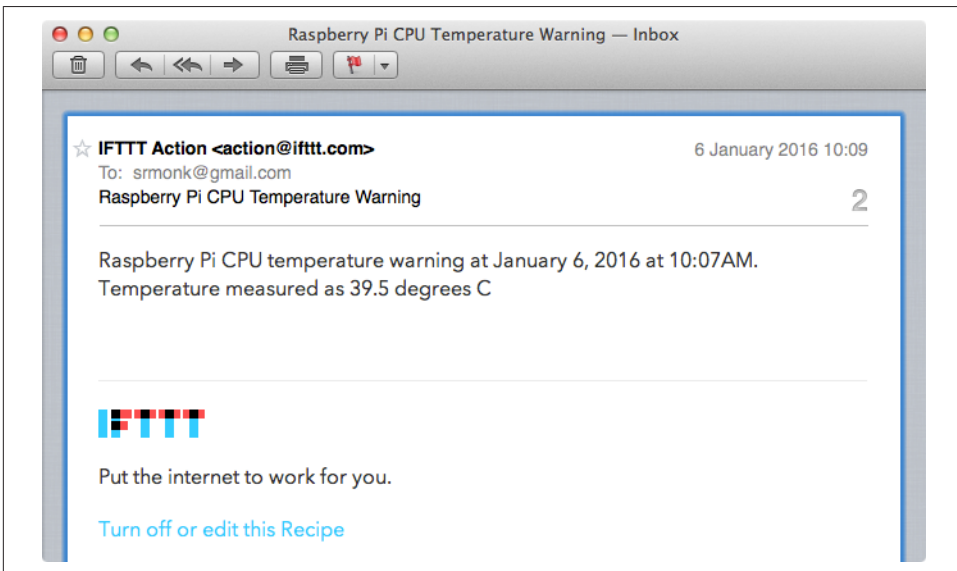 Raspberry Pi CPU Temperature Warning — Inbox
IFTTT Action <action@ifttt.com>
6 January 2016 10:09
To: srmonk@gmail.com
Raspberry Pi CPU Temperature Warning
2
Raspberry Pi CPU temperature warning at January 6, 2016 at 10:07AM.
Temperature measured as 39.5 degrees C
IFTTT
Put the internet to work for you.
Turn off or edit this Recipe